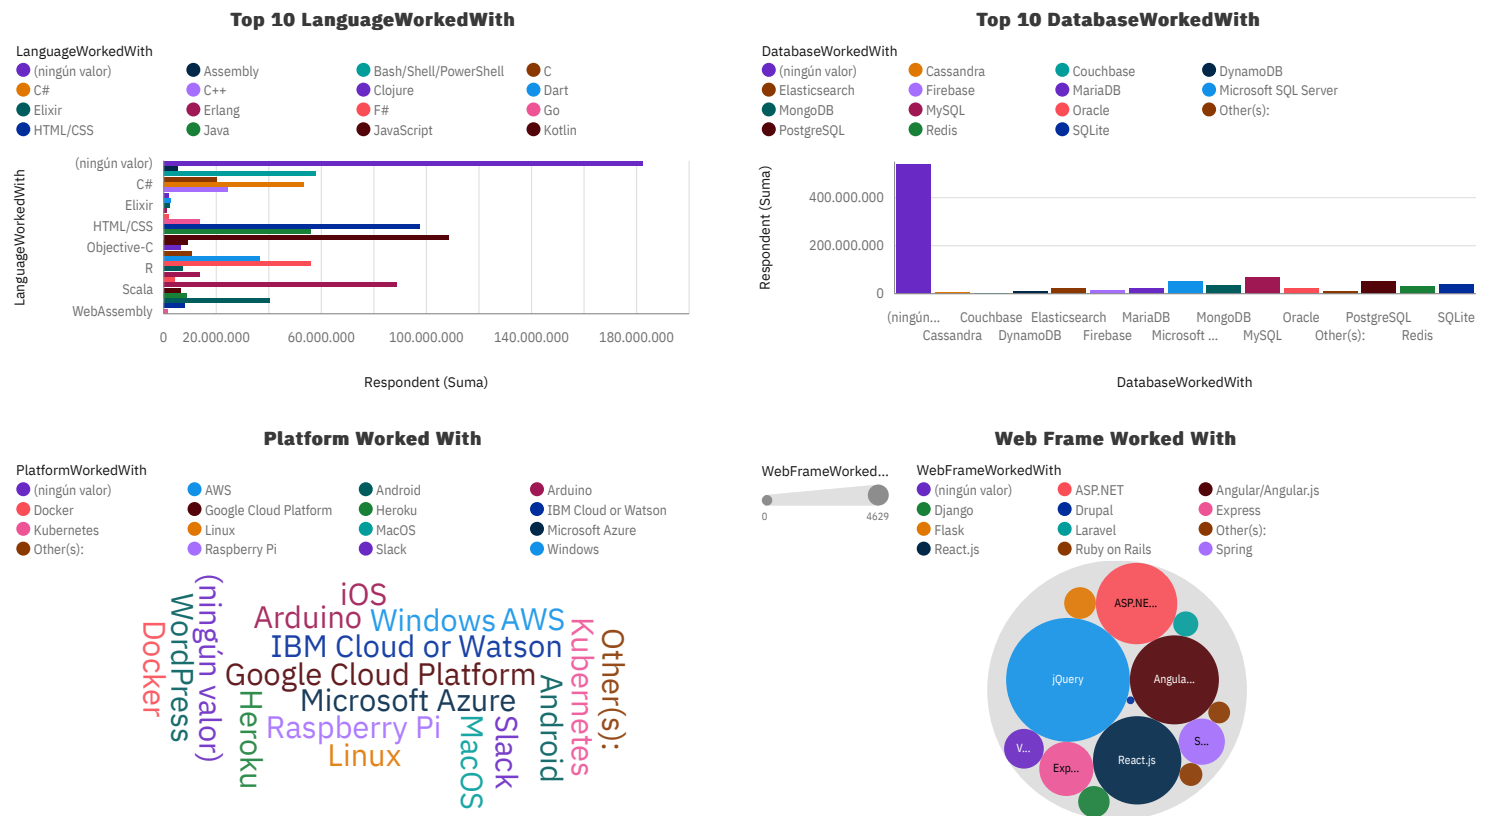 Top 10 LanguageWorkedWith
LanguageWorkedWith
(ningún valor) Assembly Bash/Shell/PowerShell C
C# C++ Clojure Dart
Elixir Erlang F# Go
HTML/CSS Java JavaScript Kotlin
LanguageWorkedWith
(ningún valor)
C#
Elixir
HTML/CSS
Objective-C
R
Scala
WebAssembly
0 20.000.000 60.000.000 100.000.000 140.000.000 180.000.000
Respondent (Suma)
Top 10 DatabaseWorkedWith
DatabaseWorkedWith
(ningún valor) Cassandra Couchbase DynamoDB
Elasticsearch Firebase MariaDB Microsoft SQL Server
MongoDB MySQL Oracle Other(s):
PostgreSQL Redis SQLite
Respondent (Suma)
400.000.000
200.000.000
0
(ningún... Couchbase Elasticsearch MariaDB MongoDB Oracle PostgreSQL SQLite
Cassandra DynamoDB Firebase Microsoft ... MySQL Other(s): Redis
DatabaseWorkedWith
Platform Worked With
PlatformWorkedWith
(ningún valor) AWS Android Arduino
Docker Google Cloud Platform Heroku IBM Cloud or Watson
Kubernetes Linux MacOS Microsoft Azure
Other(s): Raspberry Pi Slack Windows
iOS
Arduino Windows AWS
IBM Cloud or Watson
Google Cloud Platform
Microsoft Azure
Raspberry Pi
Linux
Docker
WordPress
(ningún valor)
Heroku
MacOS
Slack
Android
Kubernetes
Other(s):
Web Frame Worked With
WebFrameWorked...
0 4629
WebFrameWorkedWith
(ningún valor) ASP.NET Angular/Angular.js
Django Drupal Express
Flask Laravel Other(s):
React.js Ruby on Rails Spring
ASP.NE...
jQuery
Angula...
S...
V...
Exp...
React.js